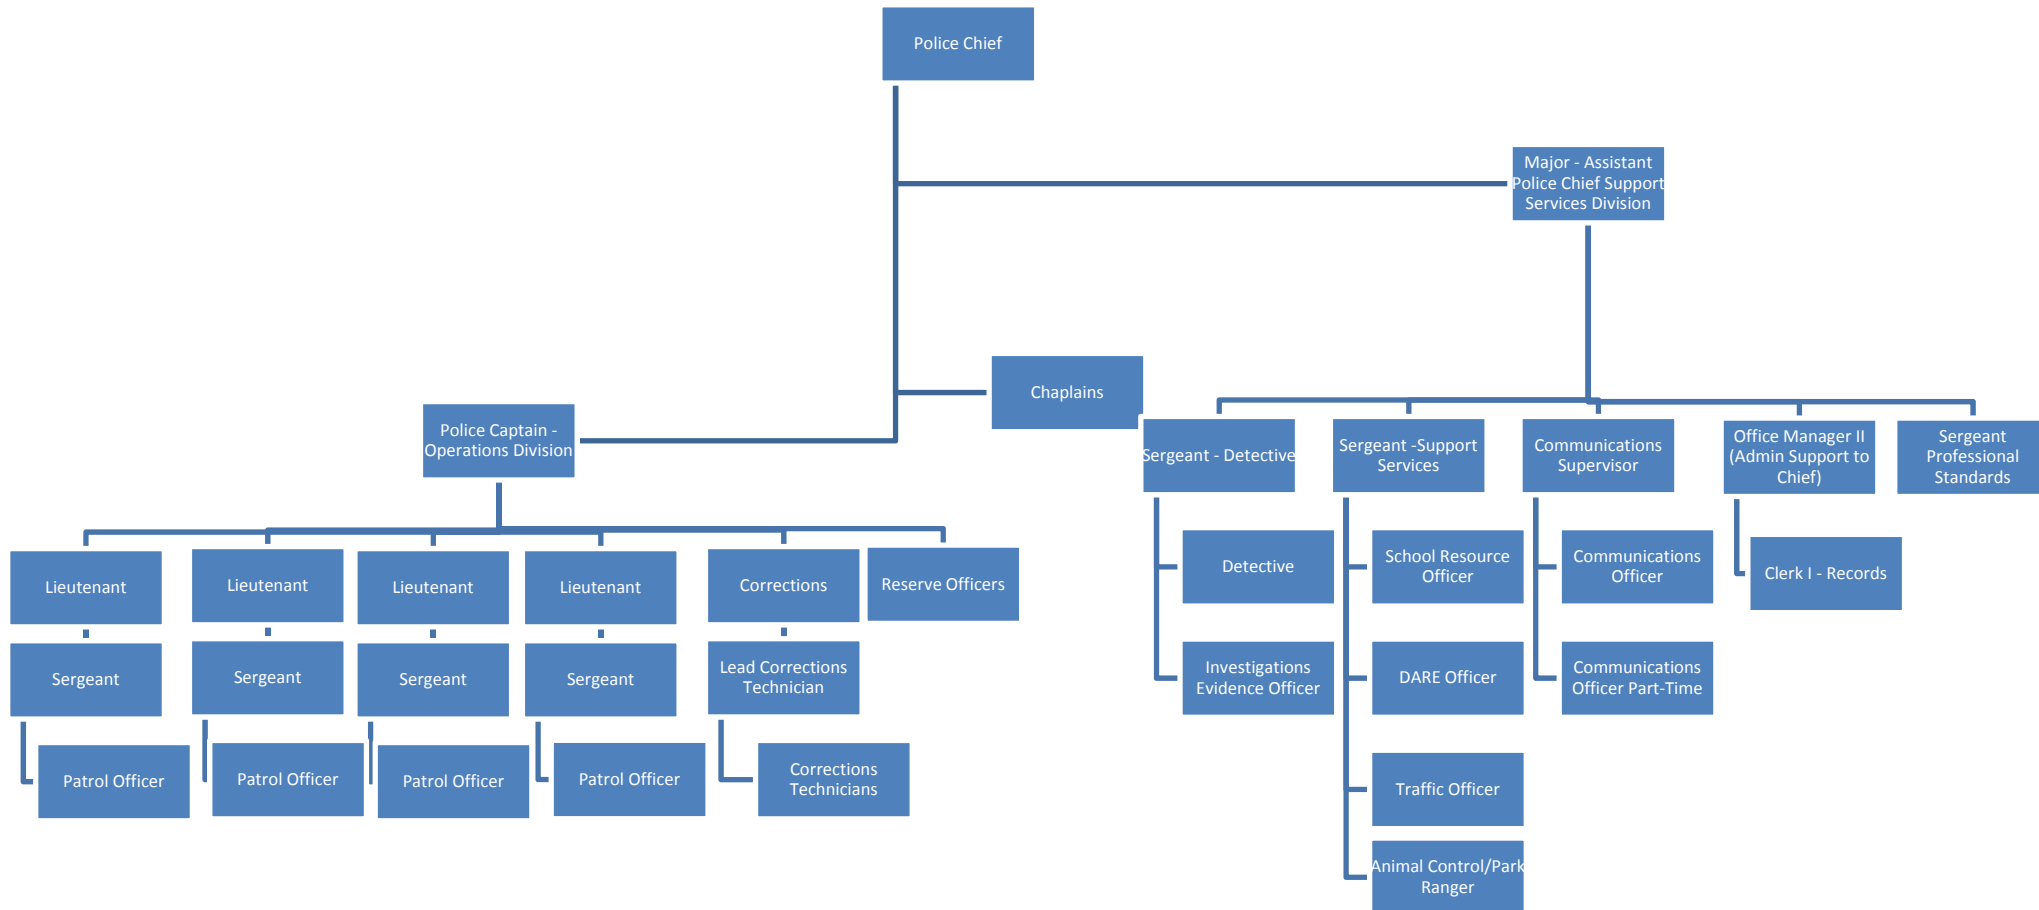 Police Chief
Major - Assistant
Police Chief Support
Services Division
Chaplains
Police Captain -
Operations Division
Sergeant - Detective
Sergeant -Support
Services
Communications
Supervisor
Office Manager II
(Admin Support to
Chief)
Sergeant
Professional
Standards
Lieutenant
Lieutenant
Lieutenant
Lieutenant
Corrections
Reserve Officers
Detective
School Resource
Officer
Communications
Officer
Clerk I - Records
Sergeant
Sergeant
Sergeant
Sergeant
Lead Corrections
Technician
Investigations
Evidence Officer
DARE Officer
Communications
Officer Part-Time
Patrol Officer
Patrol Officer
Patrol Officer
Patrol Officer
Corrections
Technicians
Traffic Officer
Animal Control/Park
Ranger